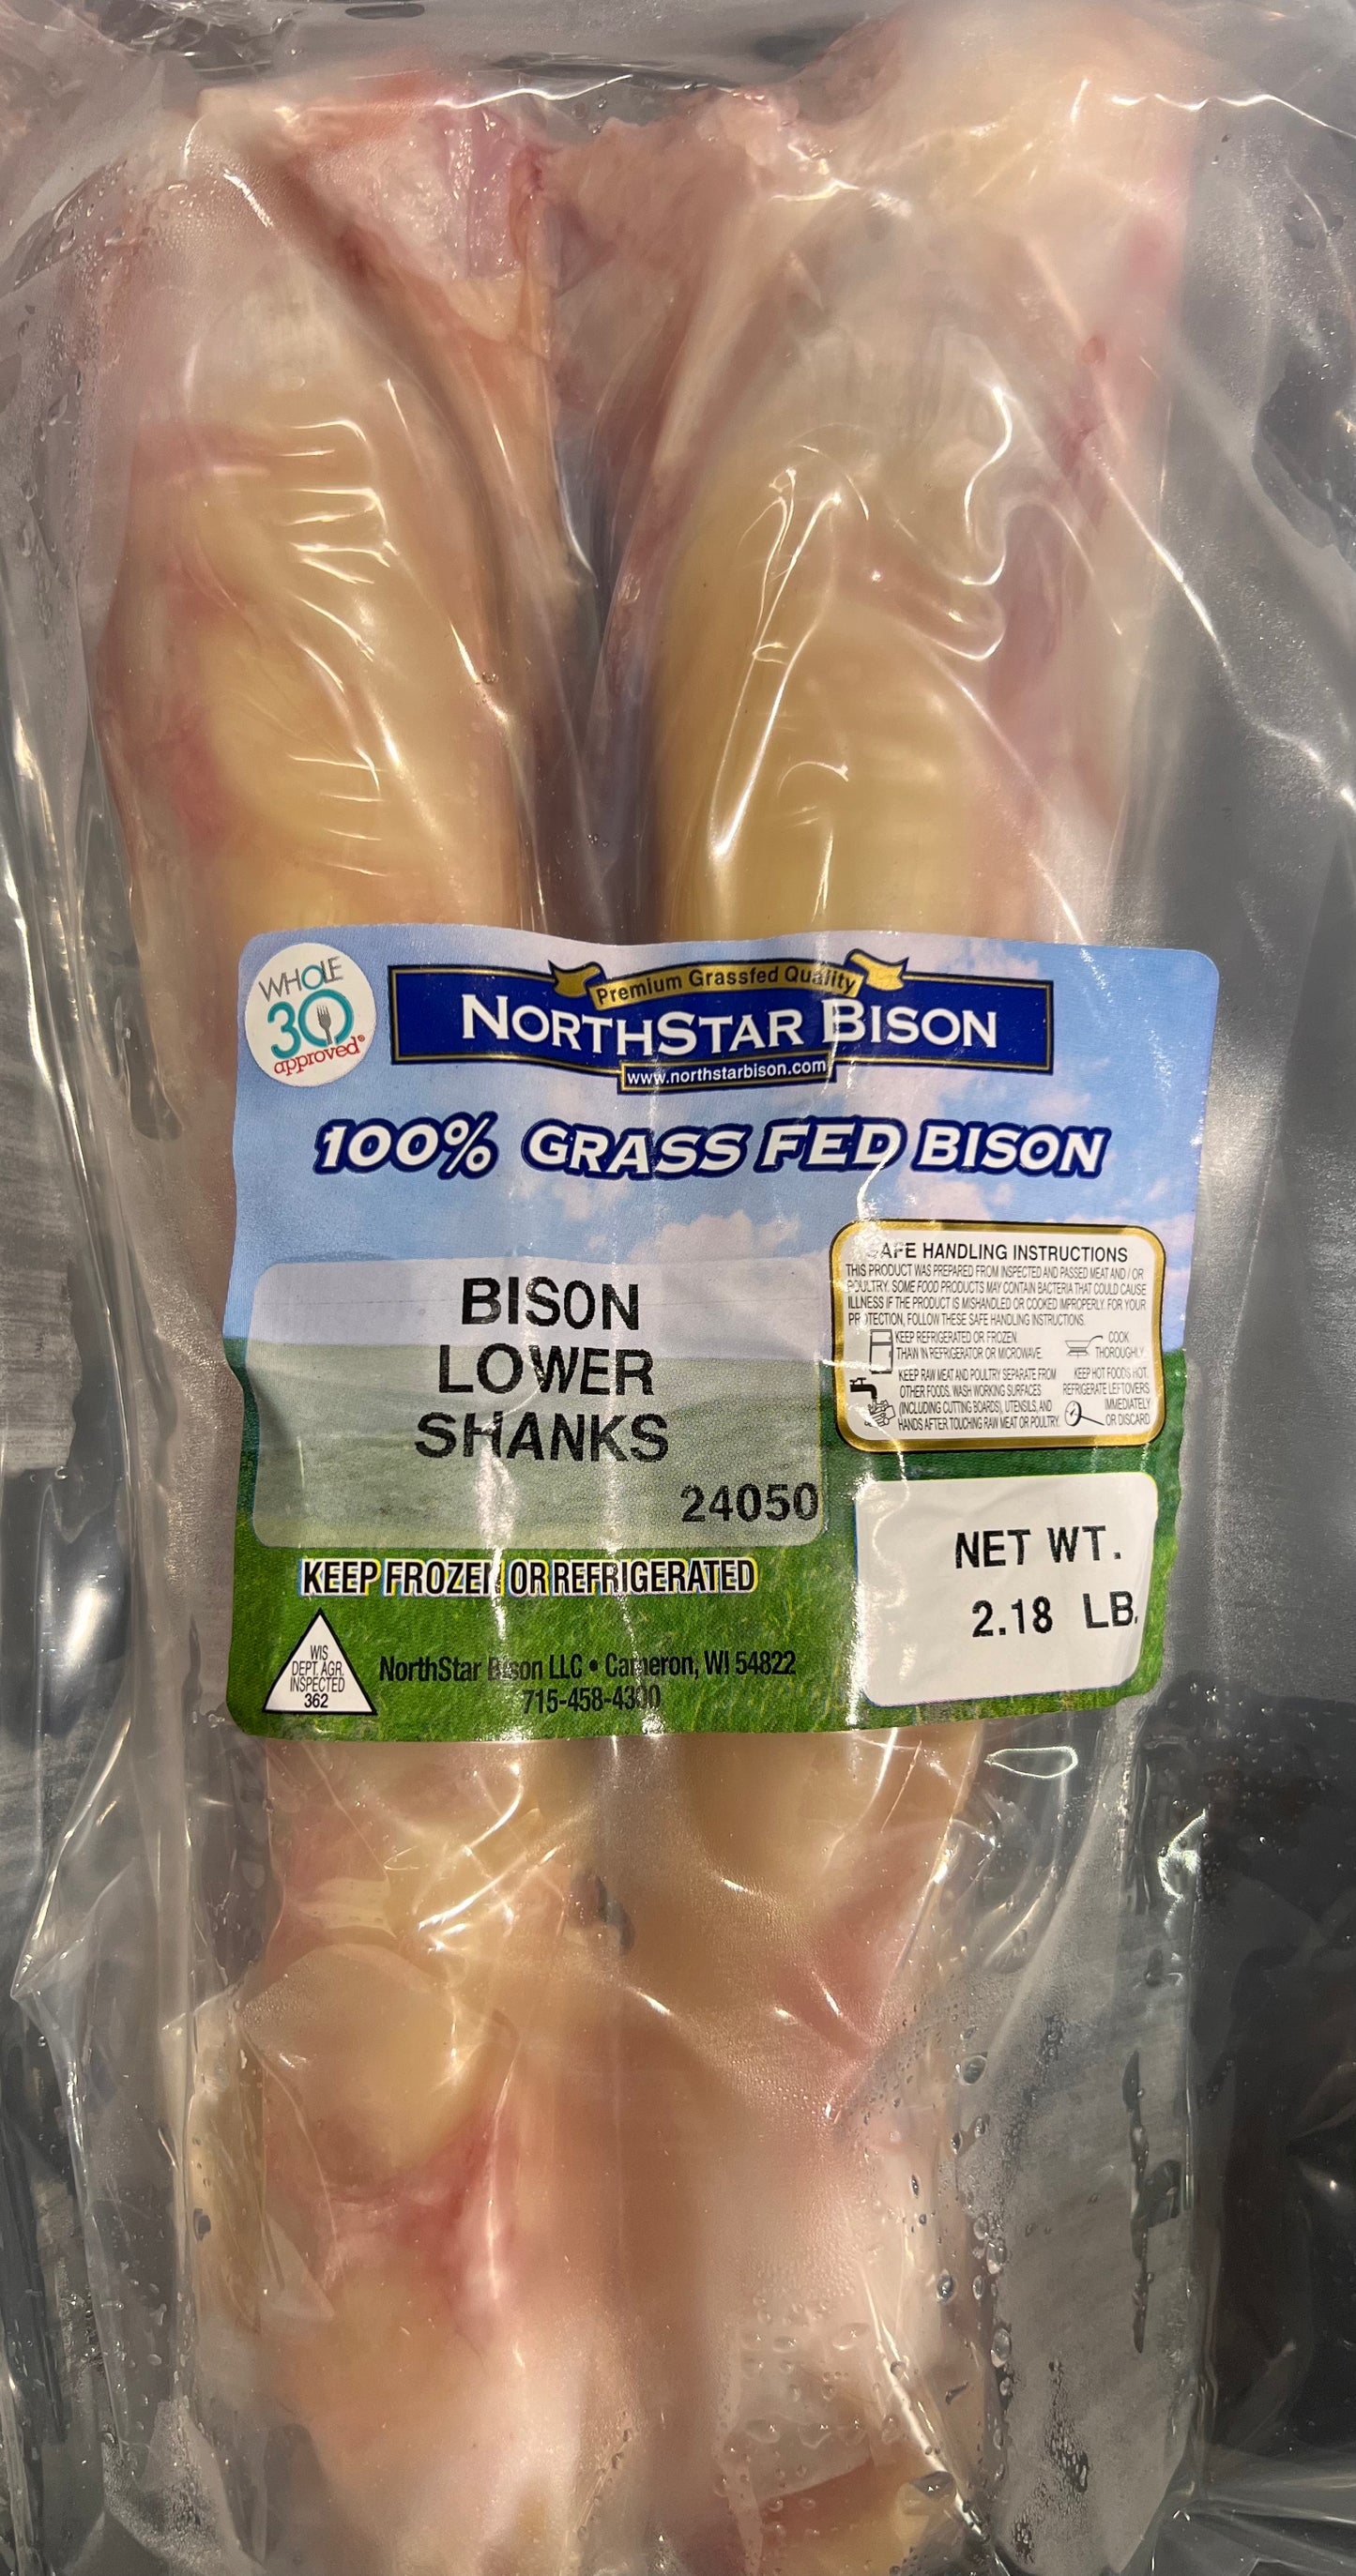 WHOLE
30
approved®
Premium Grassfed Quality
NORTHSTAR BISON
www.northstarbison.com
100% GRASS FED BISON
BISON
LOWER
SHANKS
24050
SAFE HANDLING INSTRUCTIONS
THIS PRODUCT WAS PREPARED FROM INSPECTED AND PASSED MEAT AND / OR
POULTRY. SOME FOOD PRODUCTS MAY CONTAIN BACTERIA THAT COULD CAUSE
ILLNESS IF THE PRODUCT IS MISHANDLED OR COOKED IMPROPERLY. FOR YOUR
PROTECTION, FOLLOW THESE SAFE HANDLING INSTRUCTIONS.
KEEP REFRIGERATED OR FROZEN.
THAW IN REFRIGERATOR OR MICROWAVE.
COOK
THOROUGHLY.
KEEP RAW MEAT AND POULTRY SEPARATE FROM
OTHER FOODS. WASH WORKING SURFACES
(INCLUDING CUTTING BOARDS), UTENSILS, AND
HANDS AFTER TOUCHING RAW MEAT OR POULTRY.
KEEP HOT FOODS HOT.
REFRIGERATE LEFTOVERS
IMMEDIATELY
OR DISCARD
NET WT.
2.18 LB.
KEEP FROZEN OR REFRIGERATED
WIS
DEPT. AGR.
INSPECTED
362
NorthStar Bison LLC • Cameron, WI 54822
715-458-4300